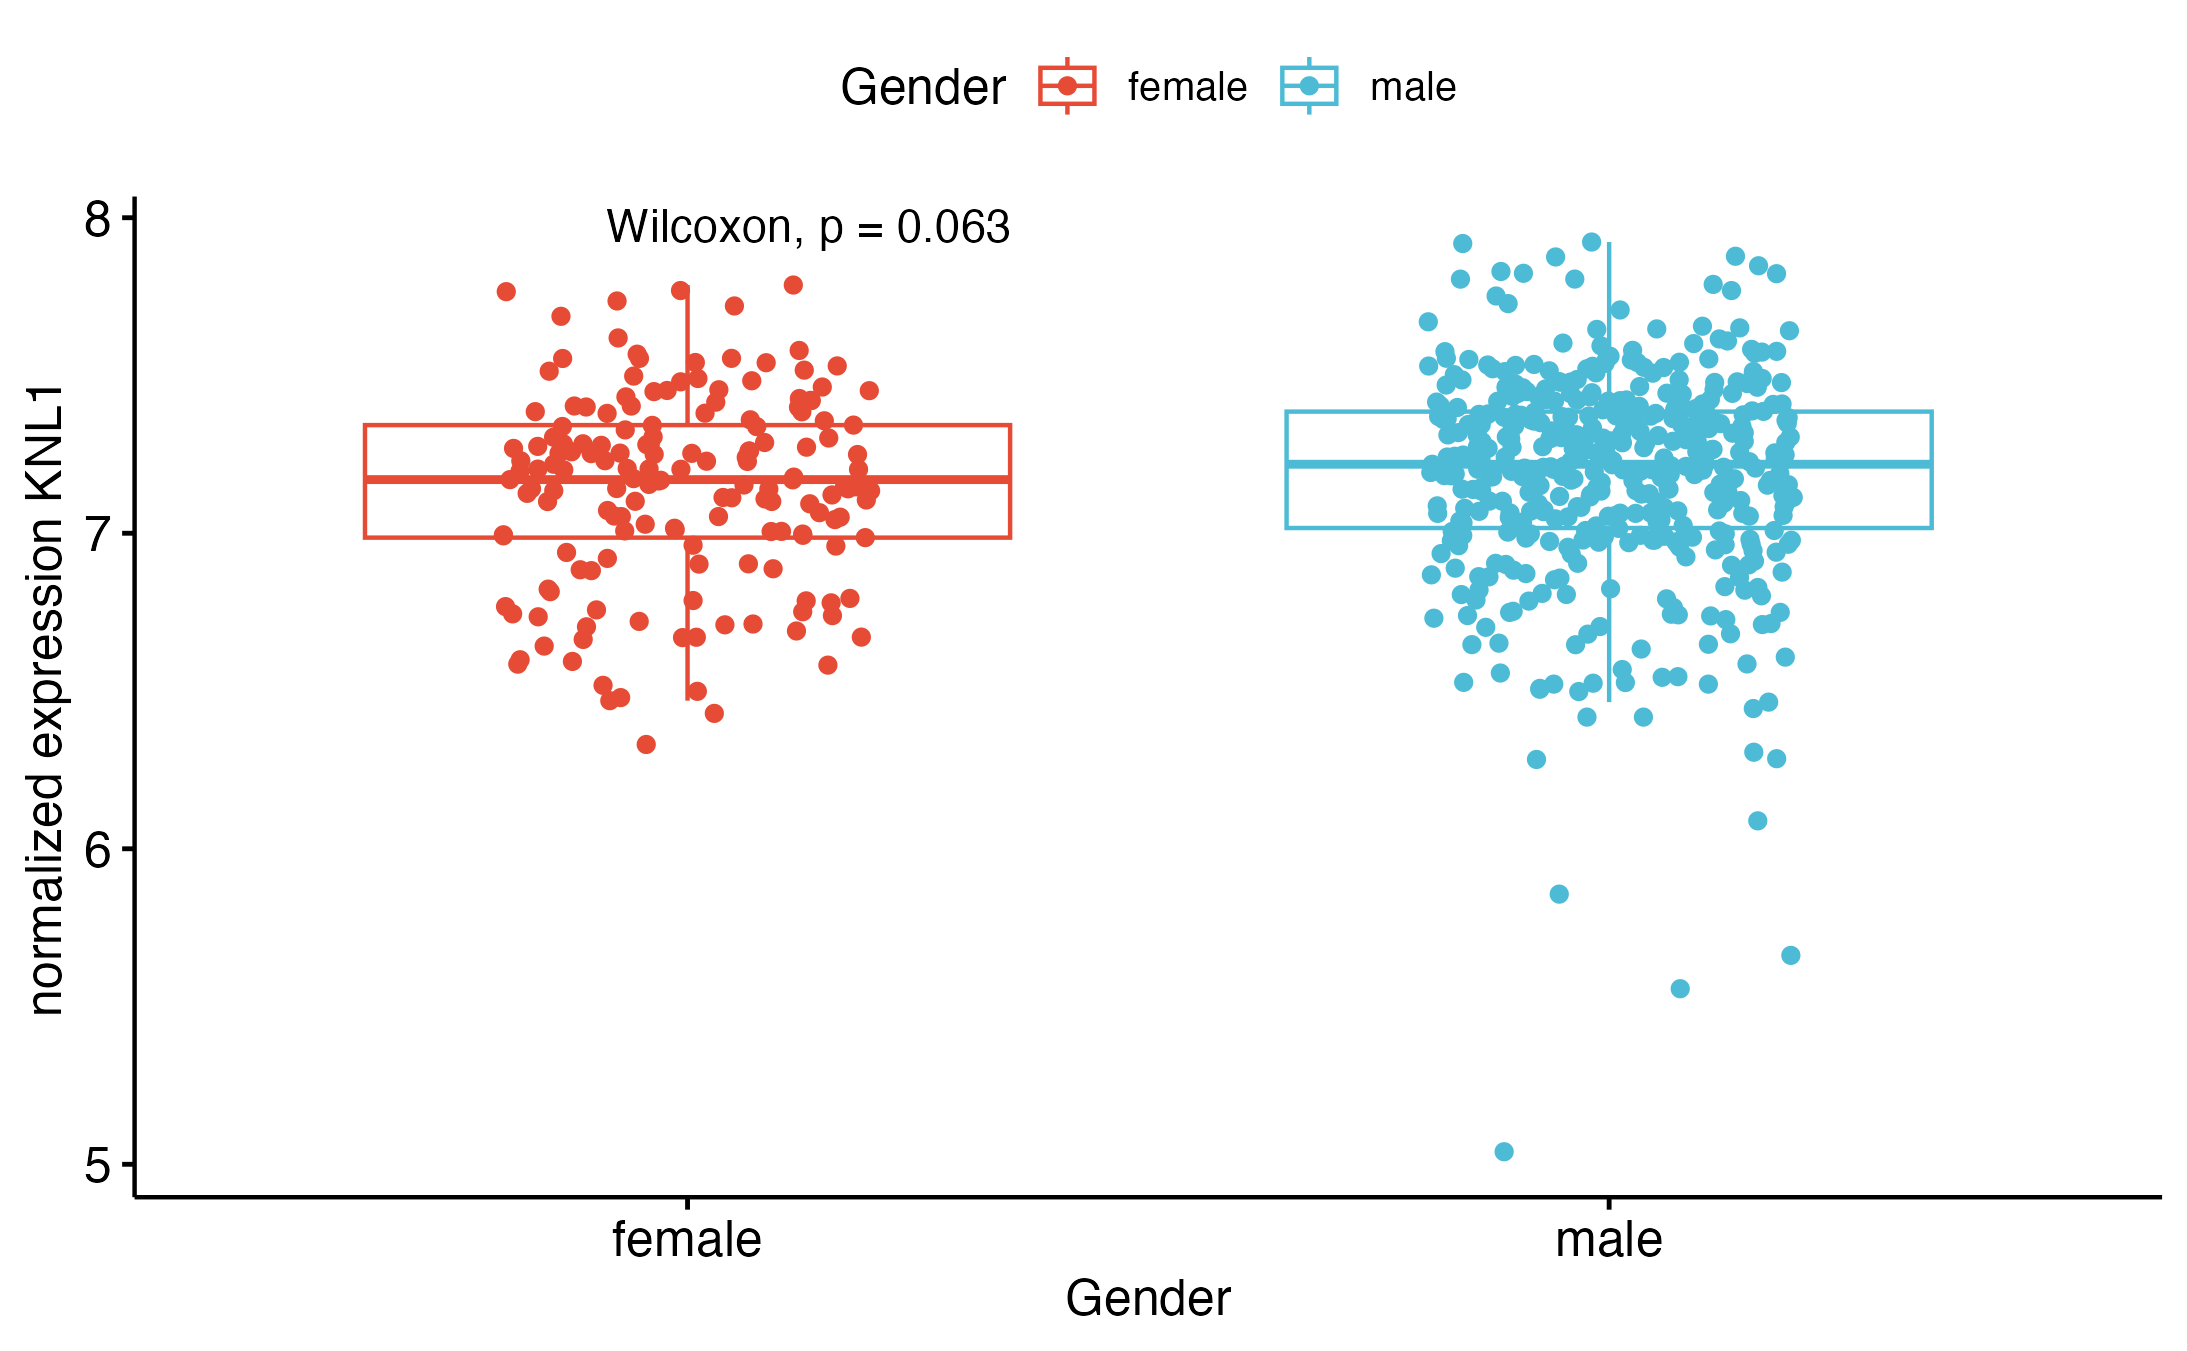 Gender female male
Wilcoxon, p = 0.063
normalized expression KNL1
8
7
6
5
female male
Gender